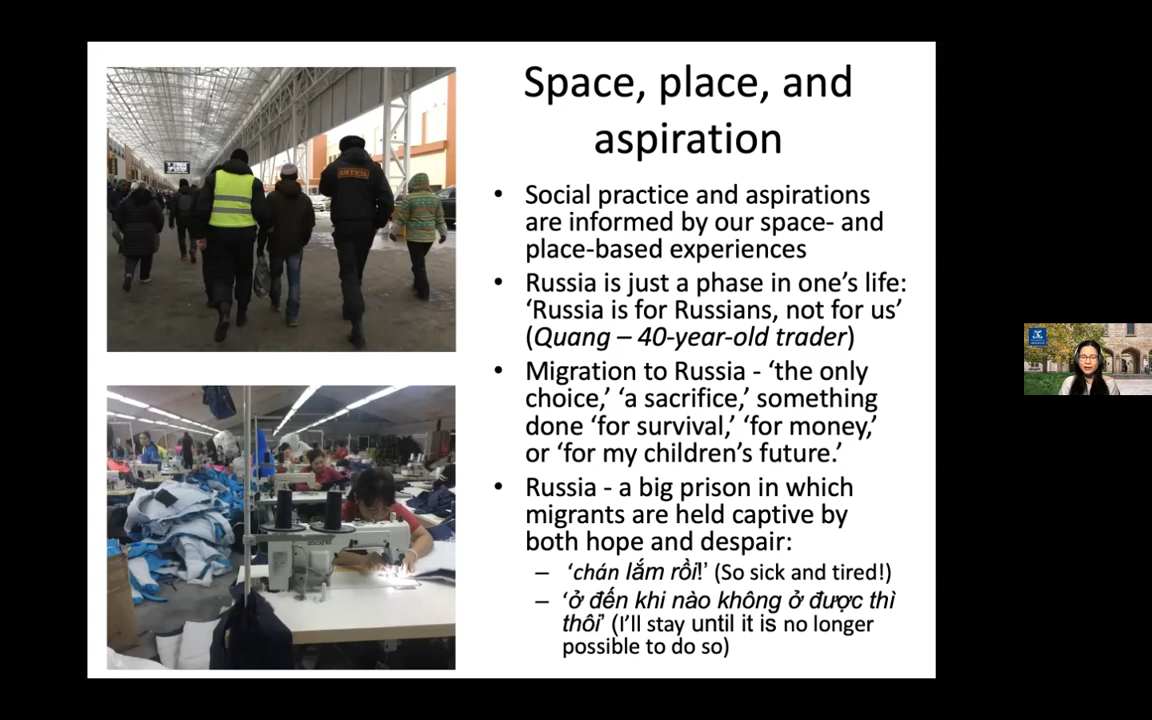 Space, place, and
aspiration
• Social practice and aspirations
are informed by our space- and
place-based experiences
• Russia is just a phase in one’s life:
‘Russia is for Russians, not for us’
(Quang – 40-year-old trader)
• Migration to Russia - ‘the only
choice,’ ‘a sacrifice,’ something
done ‘for survival,’ ‘for money,’
or ‘for my children’s future.’
• Russia - a big prison in which
migrants are held captive by
both hope and despair:
– ‘chán lắm rồi!’ (So sick and tired!)
– ‘ở đến khi nào không ở được thì
thôi’ (I’ll stay until it is no longer
possible to do so)